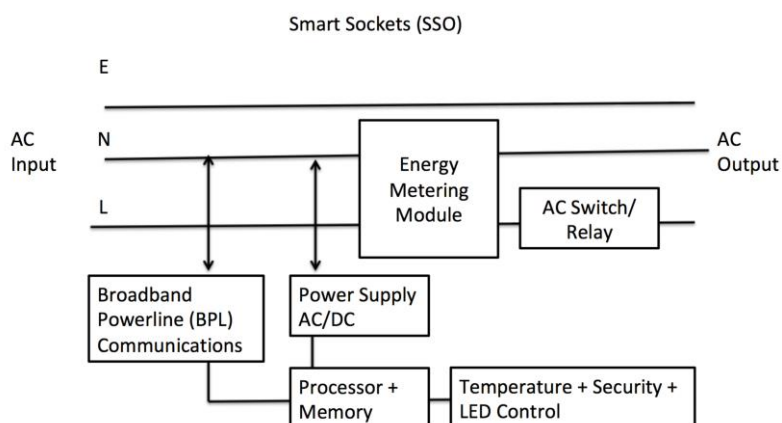 Smart Sockets (SSO)
E
AC
Input
N
L
Energy
Metering
Module
AC
Output
AC Switch/
Relay
Broadband
Powerline (BPL)
Communications
Power Supply
AC/DC
Processor +
Memory
Temperature + Security +
LED Control